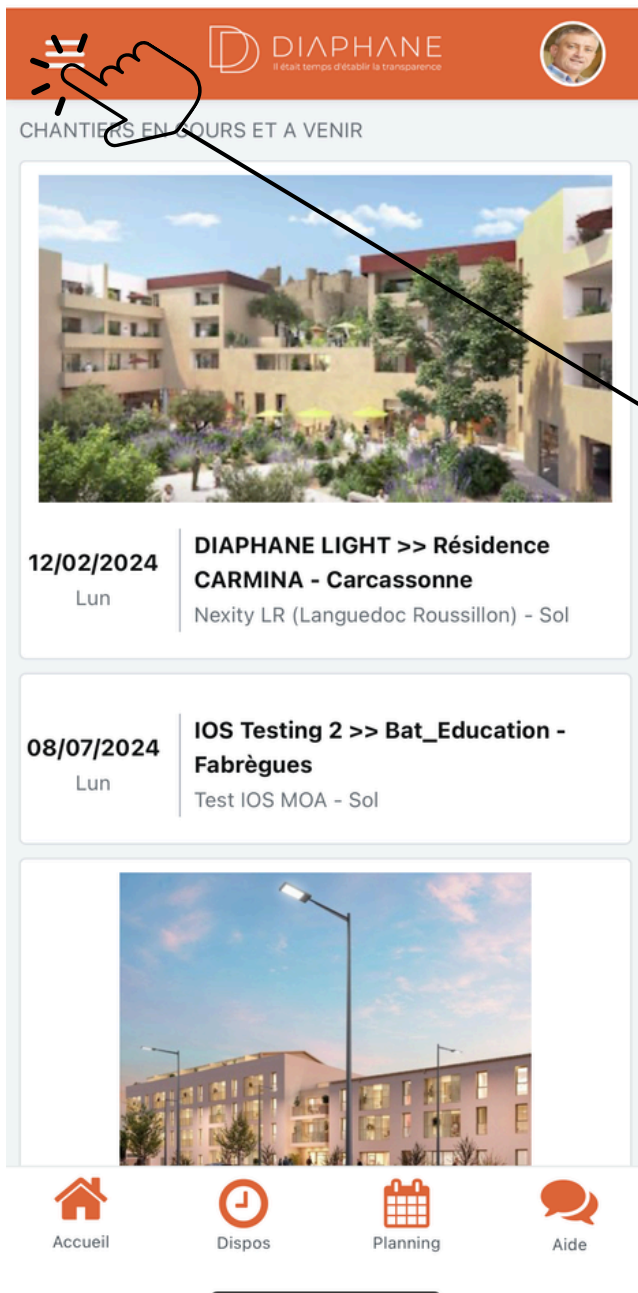 DIAPHANE
Il était temps d'établir la transparence
CHANTIERS EN COURS ET A VENIR
12/02/2024
Lun
DIAPHANE LIGHT >> Résidence
CARMINA - Carcassonne
Nexity LR (Languedoc Roussillon) - Sol
08/07/2024
Lun
IOS Testing 2 >> Bat_Education -
Fabrègues
Test IOS MOA - Sol
Accueil
Dispos
Planning
Aide